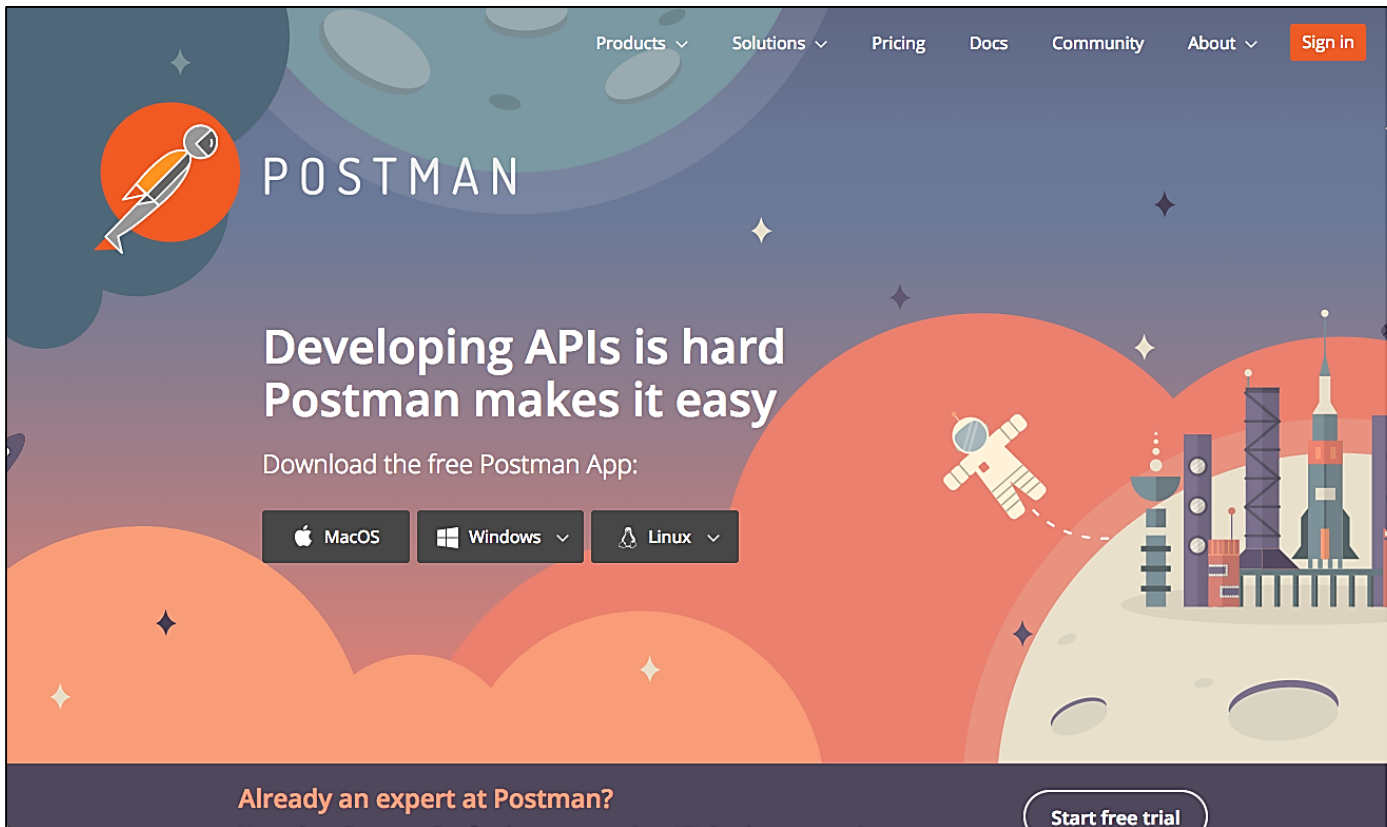 Products Solutions Pricing Docs Community About Sign in
POSTMAN
Developing APIs is hard
Postman makes it easy
Download the free Postman App:
MacOS Windows Linux
Already an expert at Postman?
Start free trial